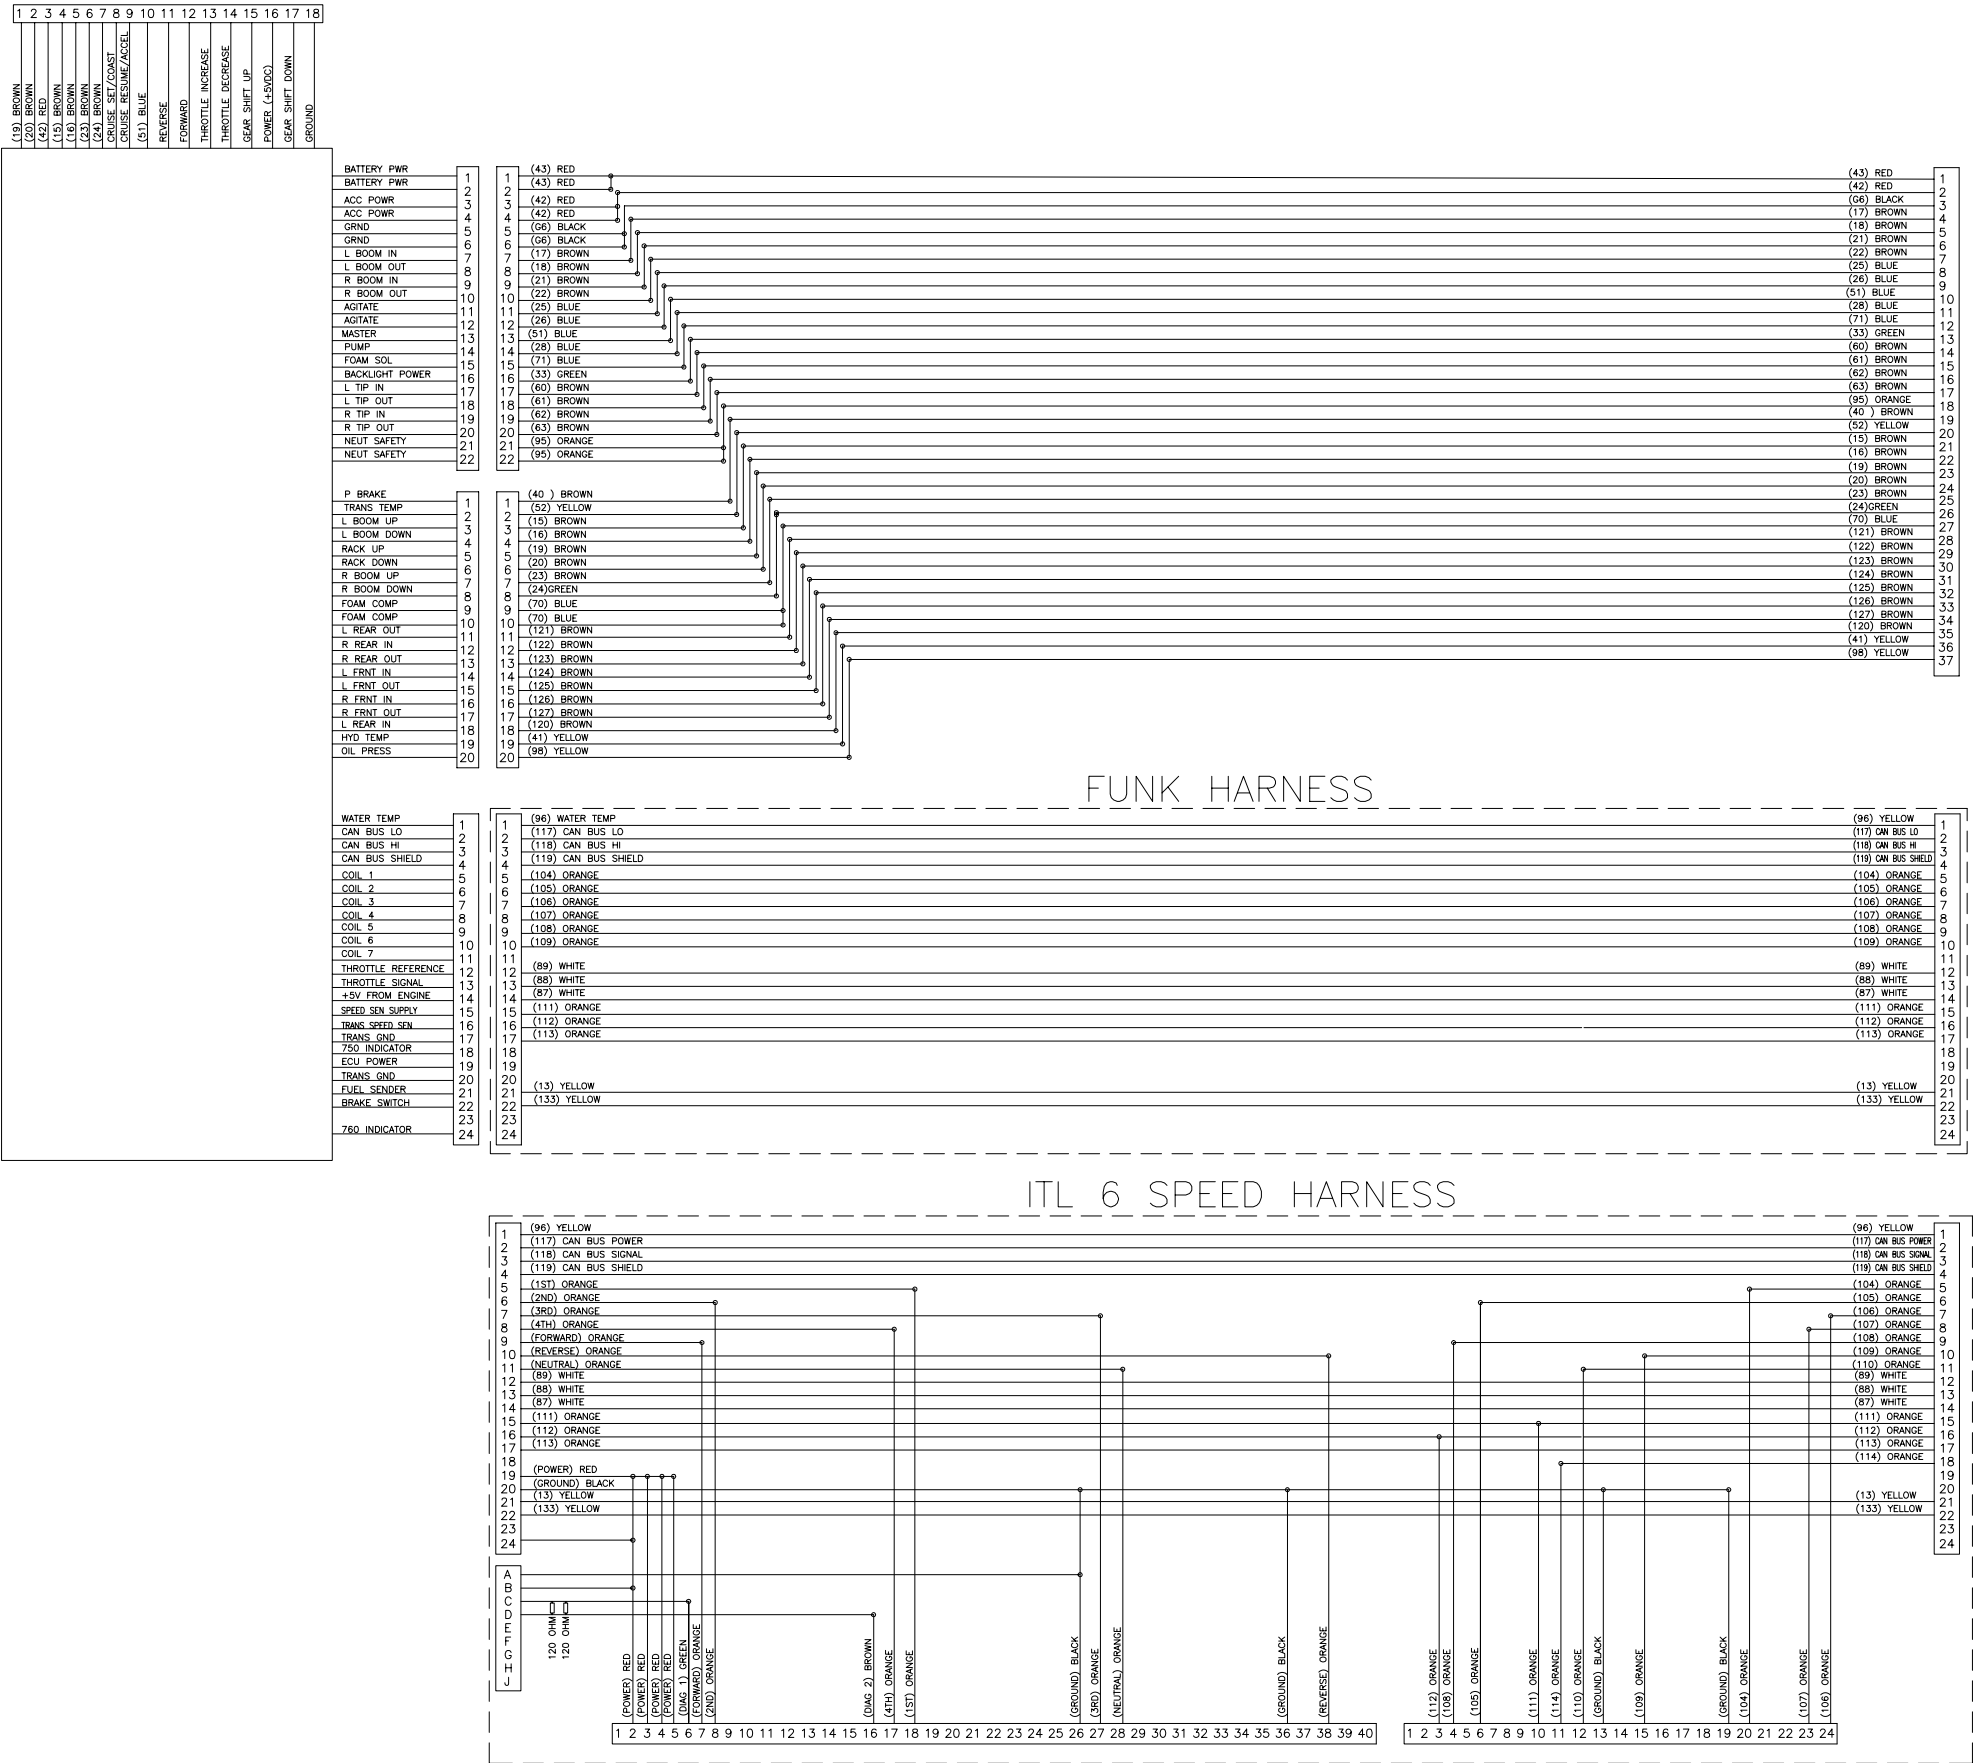 1 2 3 4 5 6 7 8 9 10 11 12 13 14 15 16 17 18
(19) BROWN
(20) BROWN
(42) RED
(15) BROWN
(16) BROWN
(23) BROWN
(24) BROWN
CRUISE SET/COAST
CRUISE RESUME/ACCEL
(51) BLUE
REVERSE
FORWARD
THROTTLE INCREASE
THROTTLE DECREASE
GEAR SHIFT UP
POWER (+5VDC)
GEAR SHIFT DOWN
GROUND
BATTERY PWR 1 1 (43) RED (43) RED 1
BATTERY PWR 2 2 (43) RED (42) RED 2
ACC POWR 3 3 (42) RED (G6) BLACK 3
ACC POWR 4 4 (42) RED (17) BROWN 4
GRND 5 5 (G6) BLACK (18) BROWN 5
GRND 6 6 (G6) BLACK (21) BROWN 6
L BOOM IN 7 7 (17) BROWN (22) BROWN 7
L BOOM OUT 8 8 (18) BROWN (25) BLUE 8
R BOOM IN 9 9 (21) BROWN (26) BLUE 9
R BOOM OUT 10 10 (22) BROWN (51) BLUE 10
AGITATE 11 11 (25) BLUE (28) BLUE 11
AGITATE 12 12 (26) BLUE (71) BLUE 12
MASTER 13 13 (51) BLUE (33) GREEN 13
PUMP 14 14 (28) BLUE (60) BROWN 14
FOAM SOL 15 15 (71) BLUE (61) BROWN 15
BACKLIGHT POWER 16 16 (33) GREEN (62) BROWN 16
L TIP IN 17 17 (60) BROWN (63) BROWN 17
L TIP OUT 18 18 (61) BROWN (95) ORANGE 18
R TIP IN 19 19 (62) BROWN (40 ) BROWN 19
R TIP OUT 20 20 (63) BROWN (52) YELLOW 20
NEUT SAFETY 21 21 (95) ORANGE (15) BROWN 21
NEUT SAFETY 22 22 (95) ORANGE (16) BROWN 22
(19) BROWN 23
(20) BROWN 24
P BRAKE 1 1 (40 ) BROWN (23) BROWN 25
TRANS TEMP 2 2 (52) YELLOW (24)GREEN 26
L BOOM UP 3 3 (15) BROWN (70) BLUE 27
L BOOM DOWN 4 4 (16) BROWN (121) BROWN 28
RACK UP 5 5 (19) BROWN (122) BROWN 29
RACK DOWN 6 6 (20) BROWN (123) BROWN 30
R BOOM UP 7 7 (23) BROWN (124) BROWN 31
R BOOM DOWN 8 8 (24)GREEN (125) BROWN 32
FOAM COMP 9 9 (70) BLUE (126) BROWN 33
FOAM COMP 10 10 (70) BLUE (127) BROWN 34
L REAR OUT 11 11 (121) BROWN (120) BROWN 35
R REAR IN 12 12 (122) BROWN (41) YELLOW 36
R REAR OUT 13 13 (123) BROWN (98) YELLOW 37
L FRNT IN 14 14 (124) BROWN
L FRNT OUT 15 15 (125) BROWN
R FRNT IN 16 16 (126) BROWN
R FRNT OUT 17 17 (127) BROWN
L REAR IN 18 18 (120) BROWN
HYD TEMP 19 19 (41) YELLOW
OIL PRESS 20 20 (98) YELLOW
FUNK HARNESS
WATER TEMP 1 1 (96) WATER TEMP (96) YELLOW 1
CAN BUS LO 2 2 (117) CAN BUS LO (117) CAN BUS LO 2
CAN BUS HI 3 3 (118) CAN BUS HI (118) CAN BUS HI 3
CAN BUS SHIELD 4 4 (119) CAN BUS SHIELD (119) CAN BUS SHIELD 4
COIL 1 5 5 (104) ORANGE (104) ORANGE 5
COIL 2 6 6 (105) ORANGE (105) ORANGE 6
COIL 3 7 7 (106) ORANGE (106) ORANGE 7
COIL 4 8 8 (107) ORANGE (107) ORANGE 8
COIL 5 9 9 (108) ORANGE (108) ORANGE 9
COIL 6 10 10 (109) ORANGE (109) ORANGE 10
COIL 7 11 11 11
THROTTLE REFERENCE 12 12 (89) WHITE (89) WHITE 12
THROTTLE SIGNAL 13 13 (88) WHITE (88) WHITE 13
+5V FROM ENGINE 14 14 (87) WHITE (87) WHITE 14
SPEED SEN SUPPLY 15 15 (111) ORANGE (111) ORANGE 15
TRANS SPEED SEN 16 16 (112) ORANGE (112) ORANGE 16
TRANS GND 17 17 (113) ORANGE (113) ORANGE 17
750 INDICATOR 18 18 18
ECU POWER 19 19 19
TRANS GND 20 20 20
FUEL SENDER 21 21 (13) YELLOW (13) YELLOW 21
BRAKE SWITCH 22 22 (133) YELLOW (133) YELLOW 22
23 23 23
760 INDICATOR 24 24 24
ITL 6 SPEED HARNESS
1 (96) YELLOW (96) YELLOW 1
2 (117) CAN BUS POWER (117) CAN BUS POWER 2
3 (118) CAN BUS SIGNAL (118) CAN BUS SIGNAL 3
4 (119) CAN BUS SHIELD (119) CAN BUS SHIELD 4
5 (1ST) ORANGE (104) ORANGE 5
6 (2ND) ORANGE (105) ORANGE 6
7 (3RD) ORANGE (106) ORANGE 7
8 (4TH) ORANGE (107) ORANGE 8
9 (FORWARD) ORANGE (108) ORANGE 9
10 (REVERSE) ORANGE (109) ORANGE 10
11 (NEUTRAL) ORANGE (110) ORANGE 11
12 (89) WHITE (89) WHITE 12
13 (88) WHITE (88) WHITE 13
14 (87) WHITE (87) WHITE 14
15 (111) ORANGE (111) ORANGE 15
16 (112) ORANGE (112) ORANGE 16
17 (113) ORANGE (113) ORANGE 17
18 (114) ORANGE 18
19 (POWER) RED 19
20 (GROUND) BLACK 20
21 (13) YELLOW (13) YELLOW 21
22 (133) YELLOW (133) YELLOW 22
23 23
24 24
A
B
C
D
E
F
G
H
J
120 OHM
120 OHM
(POWER) RED
(POWER) RED
(POWER) RED
(POWER) RED
(DIAG 1) GREEN
(FORWARD) ORANGE
(2ND) ORANGE
(DIAG 2) BROWN
(4TH) ORANGE
(1ST) ORANGE
(GROUND) BLACK
(3RD) ORANGE
(NEUTRAL) ORANGE
(GROUND) BLACK
(REVERSE) ORANGE
(112) ORANGE
(108) ORANGE
(105) ORANGE
(111) ORANGE
(114) ORANGE
(110) ORANGE
(GROUND) BLACK
(109) ORANGE
(GROUND) BLACK
(104) ORANGE
(107) ORANGE
(106) ORANGE
1 2 3 4 5 6 7 8 9 10 11 12 13 14 15 16 17 18 19 20 21 22 23 24 25 26 27 28 29 30 31 32 33 34 35 36 37 38 39 40
1 2 3 4 5 6 7 8 9 10 11 12 13 14 15 16 17 18 19 20 21 22 23 24